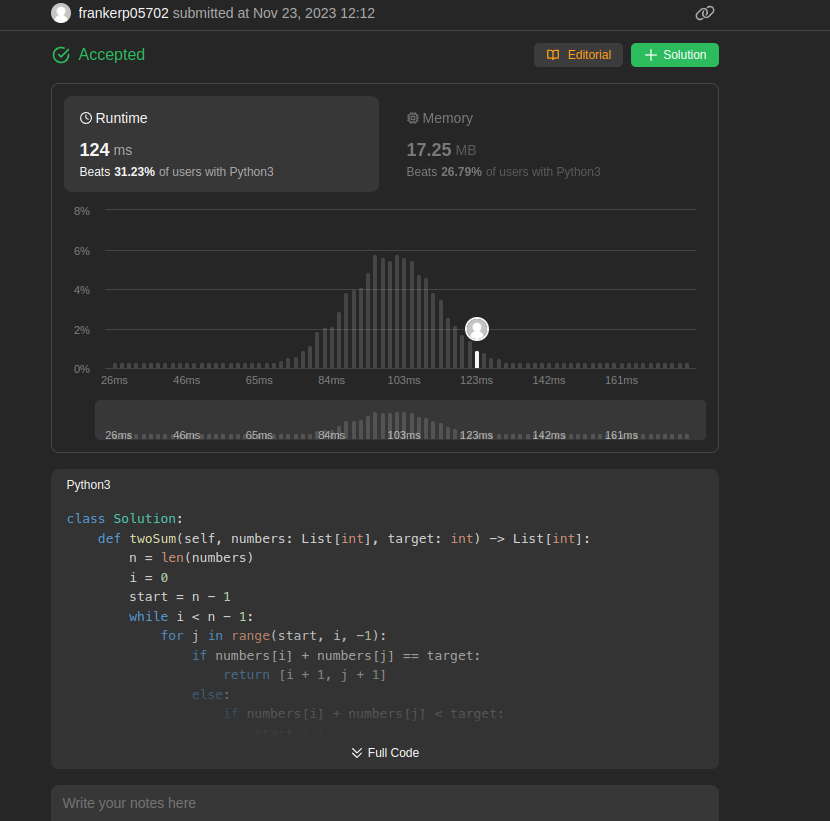 frankerp05702 submitted at Nov 23, 2023 12:12
Accepted
Editorial
Solution
Runtime
124 ms
Beats 31.23% of users with Python3
Memory
17.25 MB
Beats 26.79% of users with Python3
8%
6%
4%
2%
0%
26ms 46ms 65ms 84ms 103ms 123ms 142ms 161ms
26ms 46ms 65ms 84ms 103ms 123ms 142ms 161ms
Python3
class Solution:
    def twoSum(self, numbers: List[int], target: int) -> List[int]:
        n = len(numbers)
        i = 0
        start = n - 1
        while i < n - 1:
            for j in range(start, i, -1):
                if numbers[i] + numbers[j] == target:
                    return [i + 1, j + 1]
                else:
                    if numbers[i] + numbers[j] < target:
                        start =
Full Code
Write your notes here